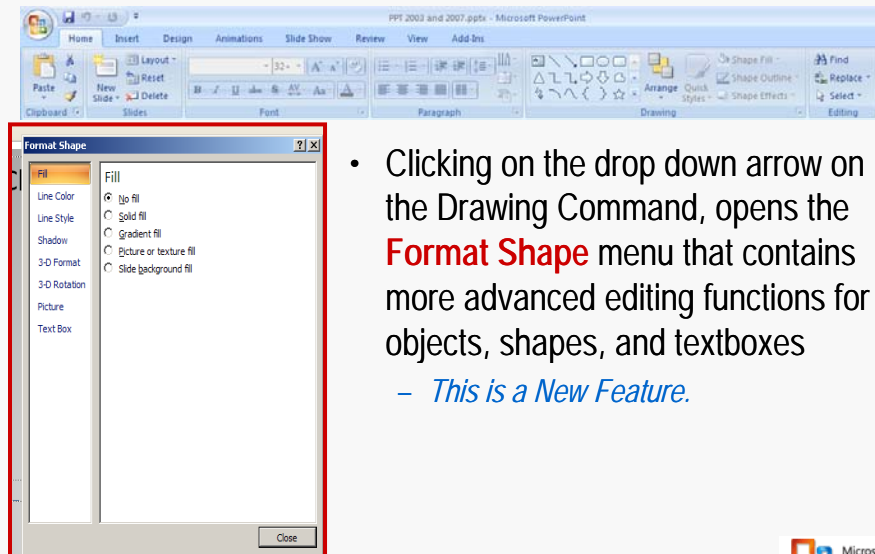 PPT 2003 and 2007.pptx - Microsoft PowerPoint
Home Insert Design Animations Slide Show Review View Add-Ins
Paste New Slide Layout Reset Delete
32 A A
B I U abc S AV Aa A
Arrange Quick Styles Shape Fill Shape Outline Shape Effects
Find Replace Select
Clipboard Slides Font Paragraph Drawing Editing
Format Shape ? X
Fill
Line Color
Line Style
Shadow
3-D Format
3-D Rotation
Picture
Text Box
Fill
No fill
Solid fill
Gradient fill
Picture or texture fill
Slide background fill
Close
• Clicking on the drop down arrow on
the Drawing Command, opens the
Format Shape menu that contains
more advanced editing functions for
objects, shapes, and textboxes
– This is a New Feature.